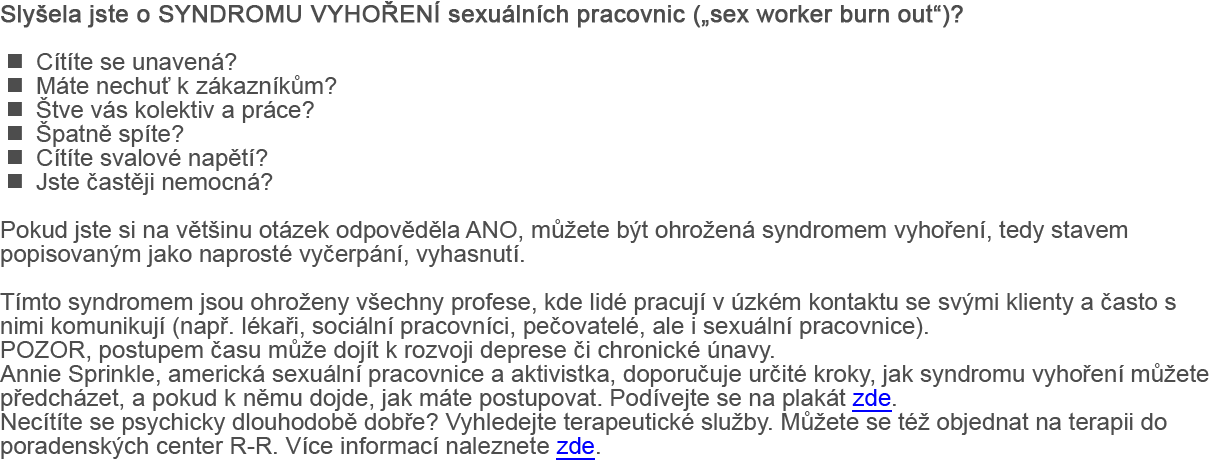 Slyšela jste o SYNDROMU VYHOŘENÍ sexuálních pracovnic („sex worker burn out“)?
■ Cítíte se unavená?
■ Máte nechuť k zákazníkům?
■ Štve vás kolektiv a práce?
■ Špatně spíte?
■ Cítíte svalové napětí?
■ Jste častěji nemocná?
Pokud jste si na většinu otázek odpověděla ANO, můžete být ohrožená syndromem vyhoření, tedy stavem
popisovaným jako naprosté vyčerpání, vyhasnutí.
Tímto syndromem jsou ohroženy všechny profese, kde lidé pracují v úzkém kontaktu se svými klienty a často s
nimi komunikují (např. lékaři, sociální pracovníci, pečovatelé, ale i sexuální pracovnice).
POZOR, postupem času může dojít k rozvoji deprese či chronické únavy.
Annie Sprinkle, americká sexuální pracovnice a aktivistka, doporučuje určité kroky, jak syndromu vyhoření můžete
předcházet, a pokud k němu dojde, jak máte postupovat. Podívejte se na plakát zde.
Necítíte se psychicky dlouhodobě dobře? Vyhledejte terapeutické služby. Můžete se též objednat na terapii do
poradenských center R-R. Více informací naleznete zde.